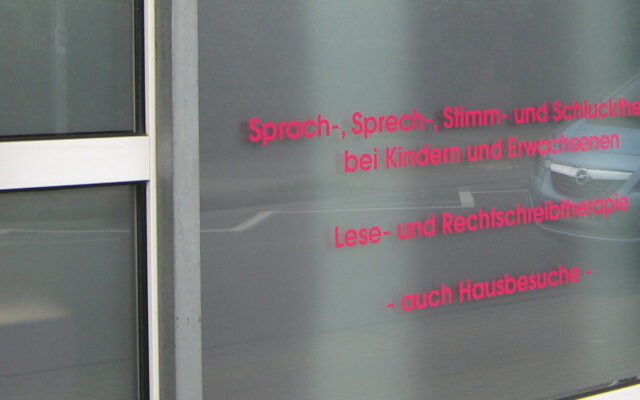 Sprach-, Sprech-, Stimm- und Schluckthe
bei Kindern und Erwachsenen
Lese- und Rechtschreibtherapie
- auch Hausbesuche -